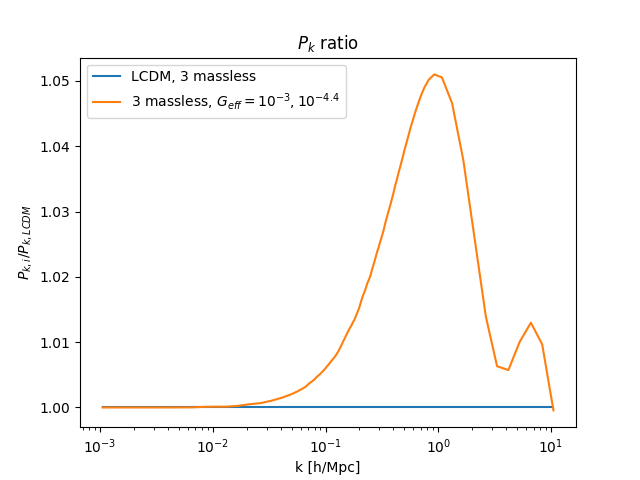 P_k ratio
LCDM, 3 massless
3 massless, G_eff = 10^−3, 10^−4.4
P_k,i/P_k,LCDM
1.05
1.04
1.03
1.02
1.01
1.00
10^−3 10^−2 10^−1 10^0 10^1
k [h/Mpc]